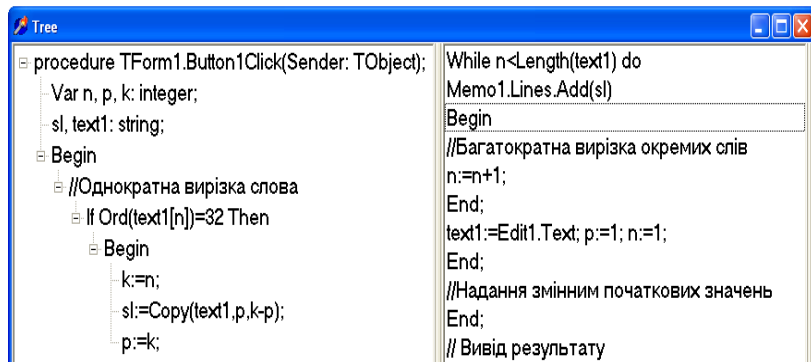 Tree
procedure TForm1.Button1Click(Sender: TObject);
Var n, p, k: integer;
sl, text1: string;
Begin
//Однократна вирізка слова
If Ord(text1[n])=32 Then
Begin
k:=n;
sl:=Copy(text1,p,k-p);
p:=k;
While n<Length(text1) do
Memo1.Lines.Add(sl)
Begin
//Багатократна вирізка окремих слів
n:=n+1;
End;
text1:=Edit1.Text; p:=1; n:=1;
End;
//Надання змінним початкових значень
End;
// Вивід результату